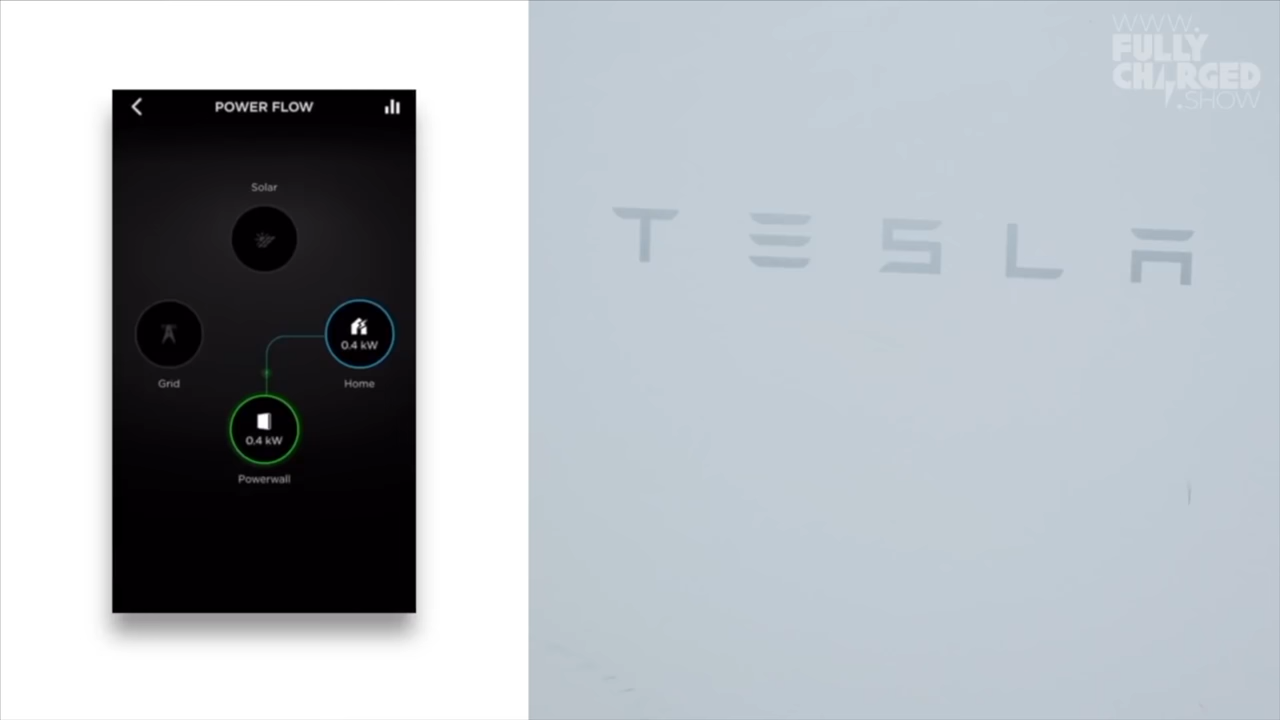 POWER FLOW
Solar
0.4 kW
Grid
Home
0.4 kW
Powerwall
TESLA
WWW.
FULLY
CHARGED
.SHOW